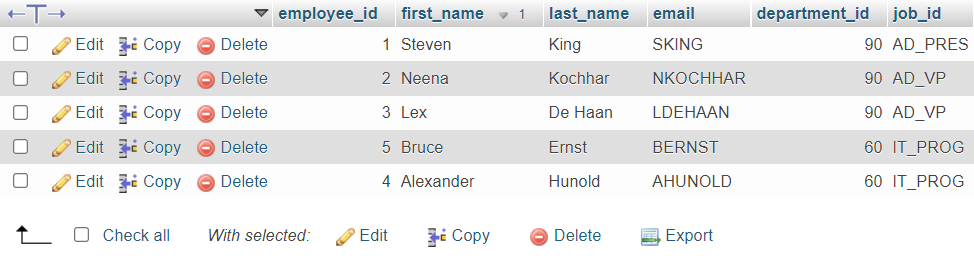 employee_id first_name 1 last_name email department_id job_id
Edit Copy Delete 1 Steven King SKING 90 AD_PRES
Edit Copy Delete 2 Neena Kochhar NKOCHHAR 90 AD_VP
Edit Copy Delete 3 Lex De Haan LDEHAAN 90 AD_VP
Edit Copy Delete 5 Bruce Ernst BERNST 60 IT_PROG
Edit Copy Delete 4 Alexander Hunold AHUNOLD 60 IT_PROG
Check all With selected: Edit Copy Delete Export